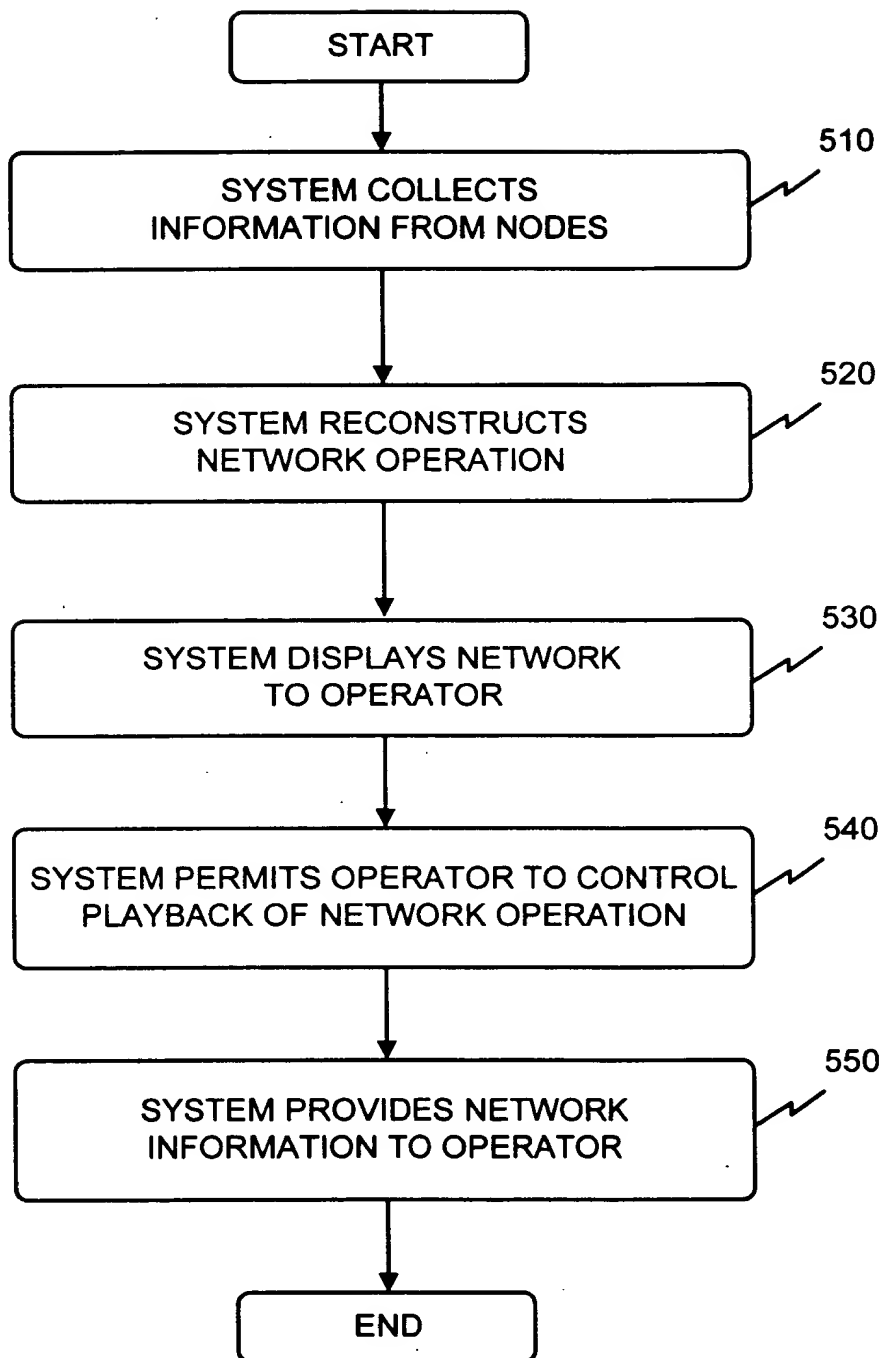 START
510
SYSTEM COLLECTS
INFORMATION FROM NODES
520
SYSTEM RECONSTRUCTS
NETWORK OPERATION
530
SYSTEM DISPLAYS NETWORK
TO OPERATOR
540
SYSTEM PERMITS OPERATOR TO CONTROL
PLAYBACK OF NETWORK OPERATION
550
SYSTEM PROVIDES NETWORK
INFORMATION TO OPERATOR
END